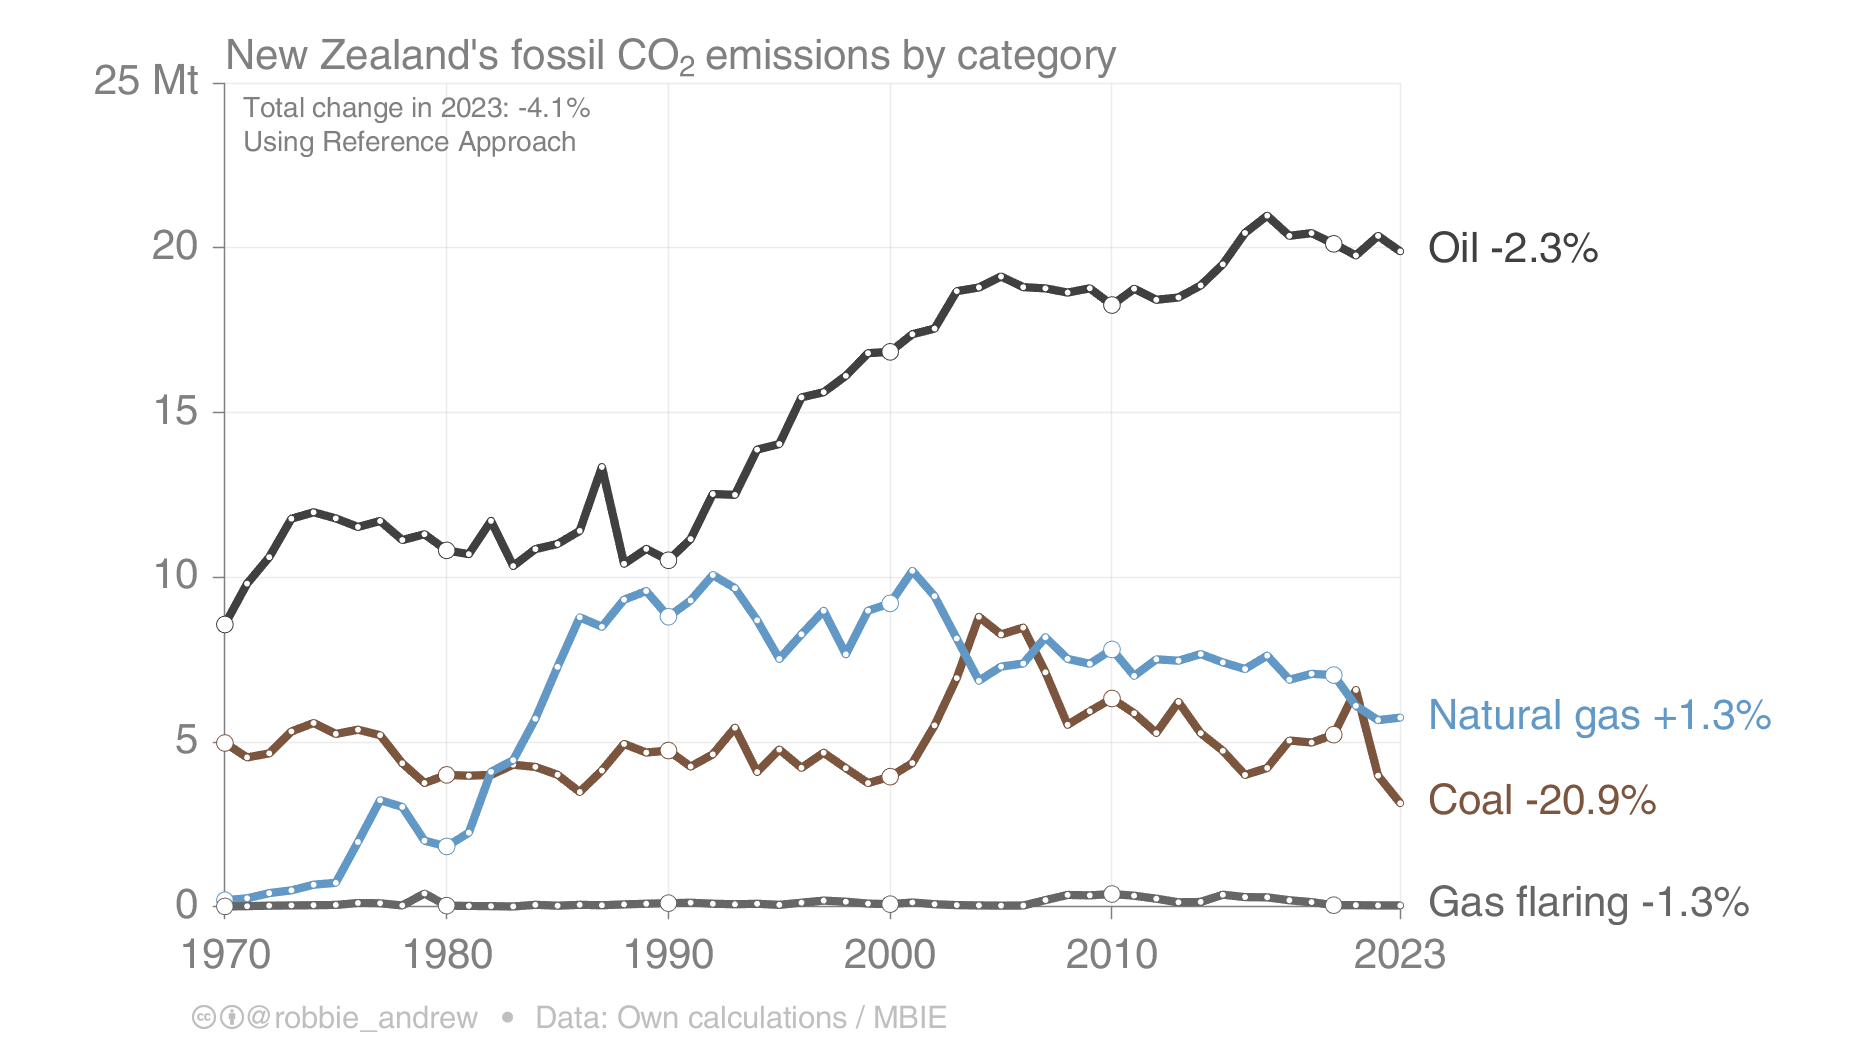 New Zealand's fossil CO₂ emissions by category
25 Mt
Total change in 2023: -4.1%
Using Reference Approach
20
15
10
5
0
Oil -2.3%
Natural gas +1.3%
Coal -20.9%
Gas flaring -1.3%
1970 1980 1990 2000 2010 2023
@robbie_andrew • Data: Own calculations / MBIE